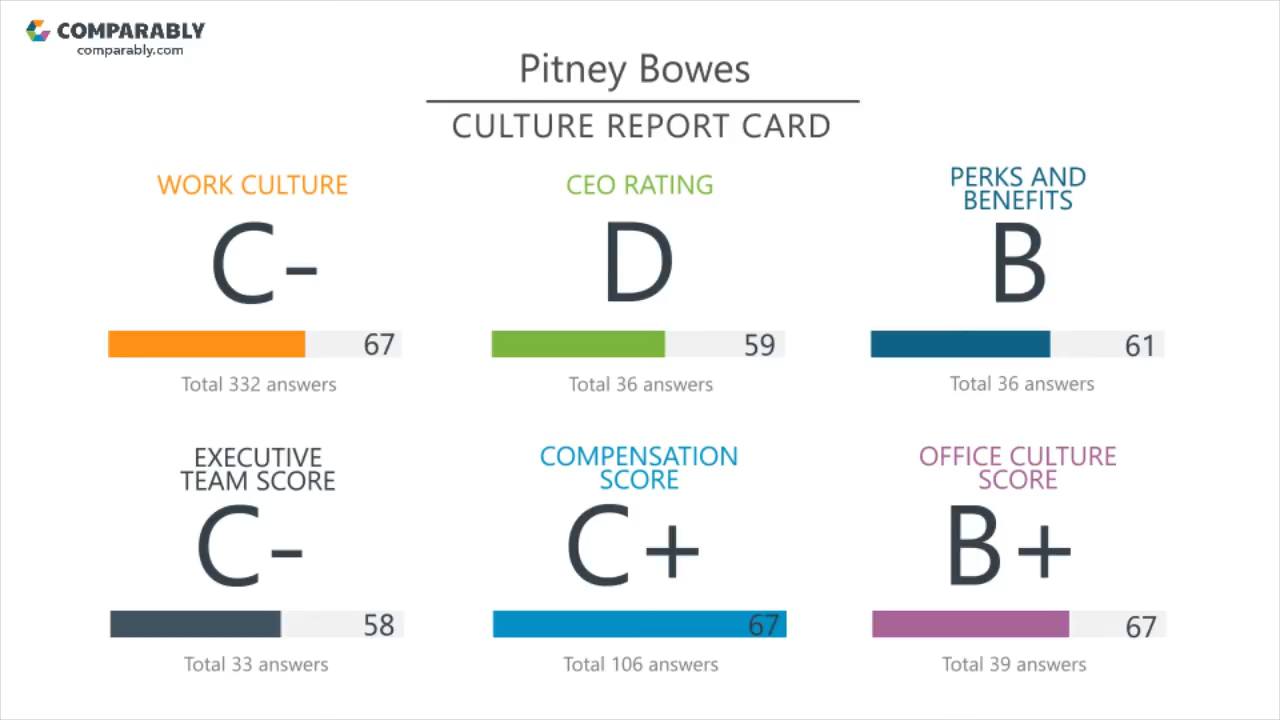 COMPARABLY
comparably.com
Pitney Bowes
CULTURE REPORT CARD
WORK CULTURE
C-
67
Total 332 answers
CEO RATING
D
59
Total 36 answers
PERKS AND
BENEFITS
B
61
Total 36 answers
EXECUTIVE
TEAM SCORE
C-
58
Total 33 answers
COMPENSATION
SCORE
C+
67
Total 106 answers
OFFICE CULTURE
SCORE
B+
67
Total 39 answers